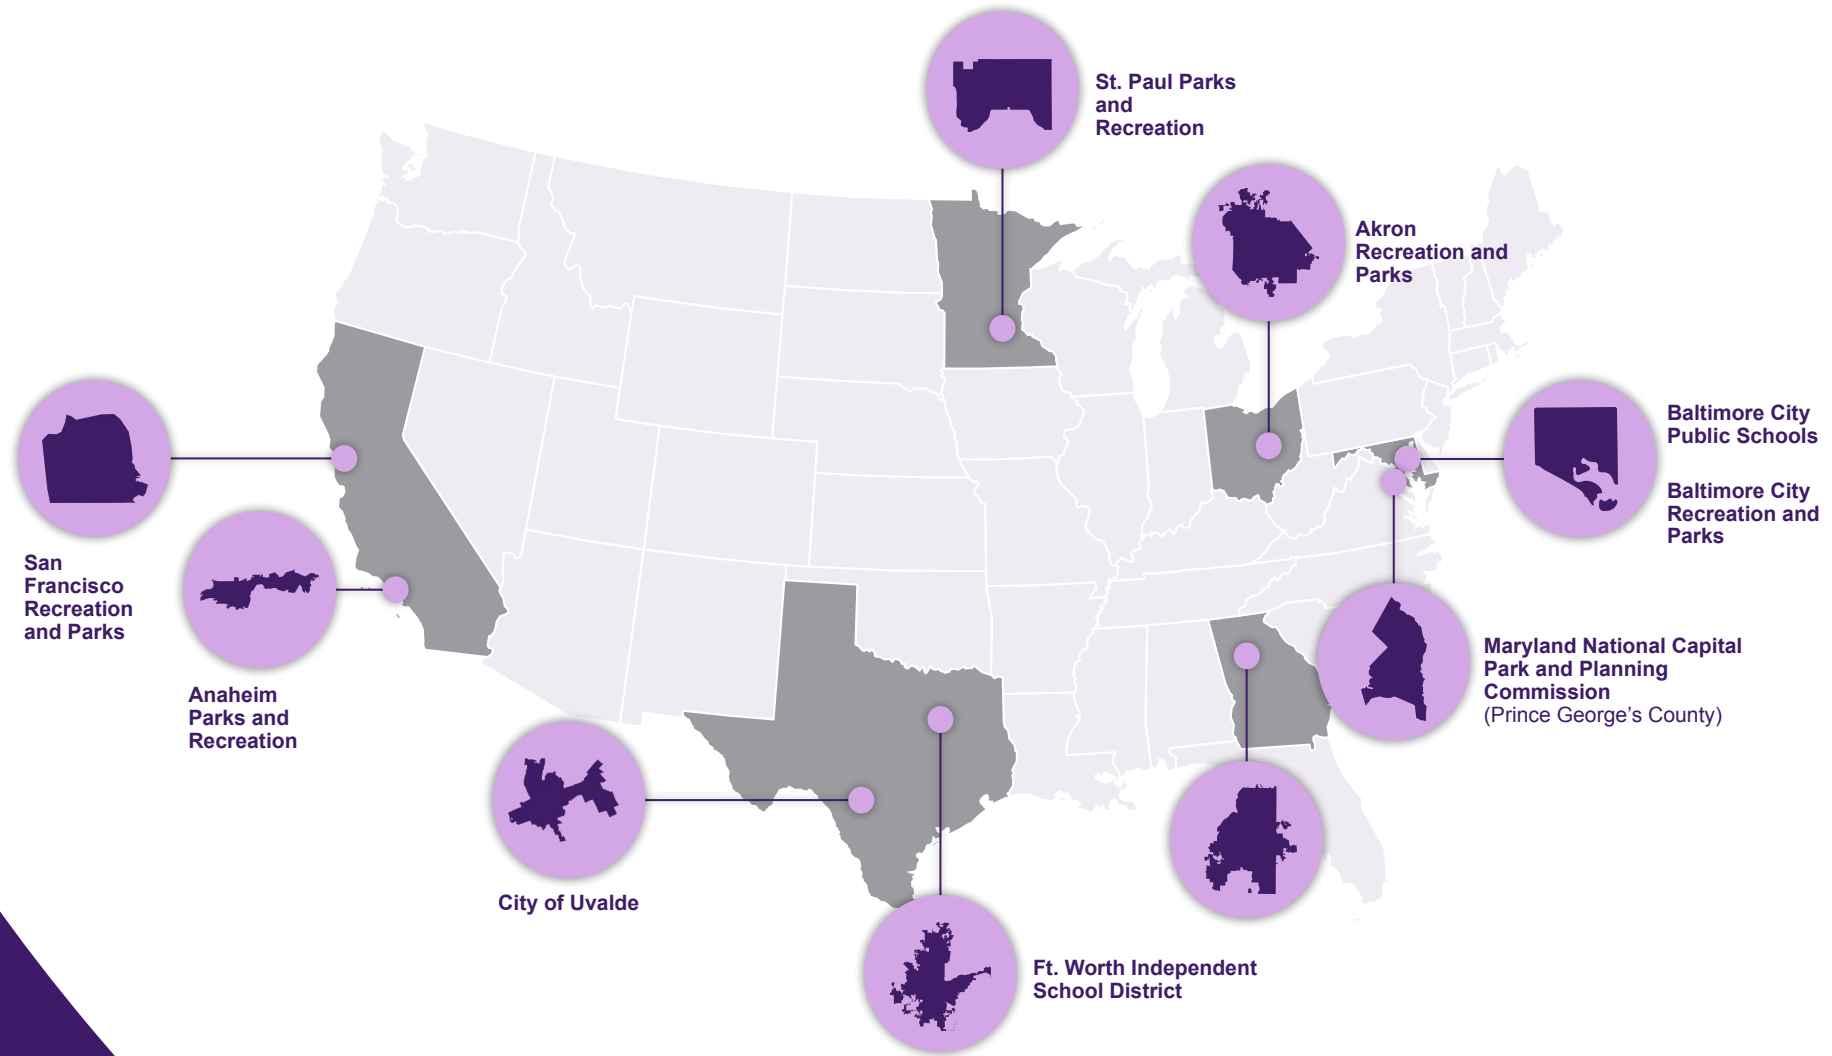 St. Paul Parks
and
Recreation
Akron
Recreation and
Parks
Baltimore City
Public Schools
Baltimore City
Recreation and
Parks
San
Francisco
Recreation
and Parks
Anaheim
Parks and
Recreation
Maryland National Capital
Park and Planning
Commission
(Prince George’s County)
City of Uvalde
Ft. Worth Independent
School District